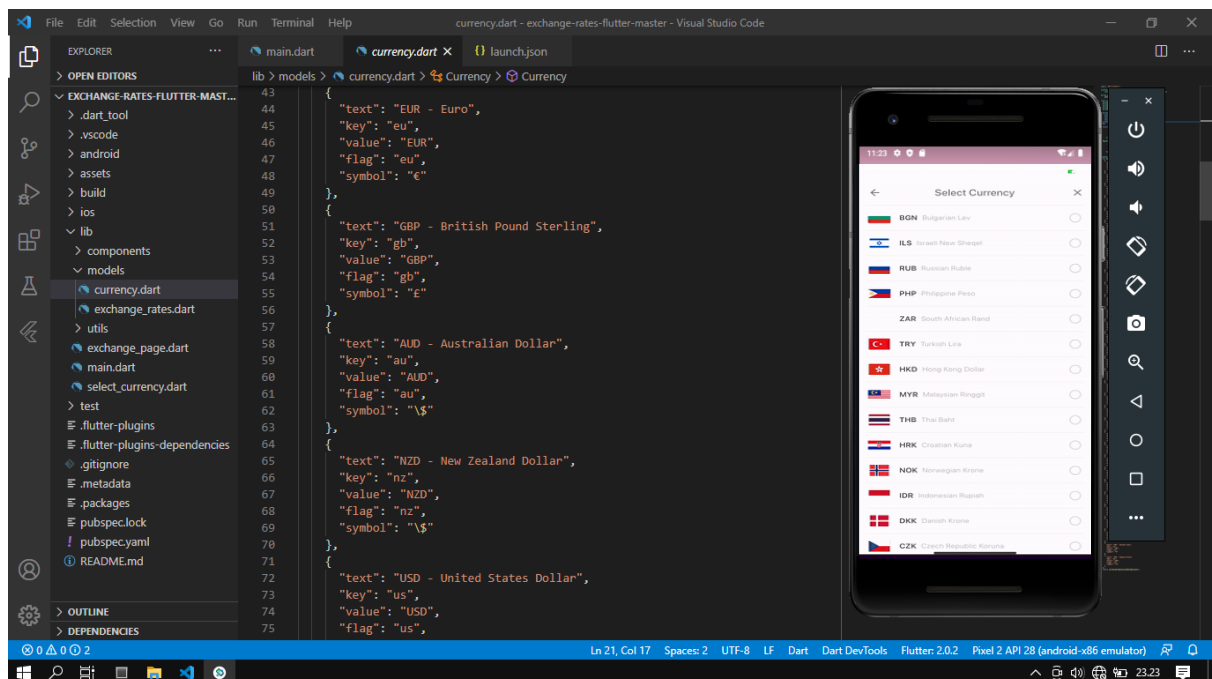 File Edit Selection View Go Run Terminal Help
currency.dart - exchange-rates-flutter-master - Visual Studio Code
EXPLORER ...
main.dart
currency.dart
{} launch.json
> OPEN EDITORS
lib > models > currency.dart > Currency > Currency
EXCHANGE-RATES-FLUTTER-MAST...
> .dart_tool
> .vscode
> android
> assets
> build
> ios
lib
> components
models
currency.dart
exchange_rates.dart
> utils
exchange_page.dart
main.dart
select_currency.dart
> test
.flutter-plugins
.flutter-plugins-dependencies
.gitignore
.metadata
.packages
pubspec.lock
! pubspec.yaml
README.md
> OUTLINE
> DEPENDENCIES
43 {
44 "text": "EUR - Euro",
45 "key": "eu",
46 "value": "EUR",
47 "flag": "eu",
48 "symbol": "€"
49 },
50 {
51 "text": "GBP - British Pound Sterling",
52 "key": "gb",
53 "value": "GBP",
54 "flag": "gb",
55 "symbol": "£"
56 },
57 {
58 "text": "AUD - Australian Dollar",
59 "key": "au",
60 "value": "AUD",
61 "flag": "au",
62 "symbol": "\$"
63 },
64 {
65 "text": "NZD - New Zealand Dollar",
66 "key": "nz",
67 "value": "NZD",
68 "flag": "nz",
69 "symbol": "\$"
70 },
71 {
72 "text": "USD - United States Dollar",
73 "key": "us",
74 "value": "USD",
75 "flag": "us",
11:23
Select Currency
BGN Bulgarian Lev
ILS Israeli New Sheqel
RUB Russian Ruble
PHP Philippine Peso
ZAR South African Rand
TRY Turkish Lira
HKD Hong Kong Dollar
MYR Malaysian Ringgit
THB Thai Baht
HRK Croatian Kuna
NOK Norwegian Krone
IDR Indonesian Rupiah
DKK Danish Krone
CZK Czech Republic Koruna
0 0 2
Ln 21, Col 17 Spaces: 2 UTF-8 LF Dart Dart DevTools Flutter: 2.0.2 Pixel 2 API 28 (android-x86 emulator)
23.23